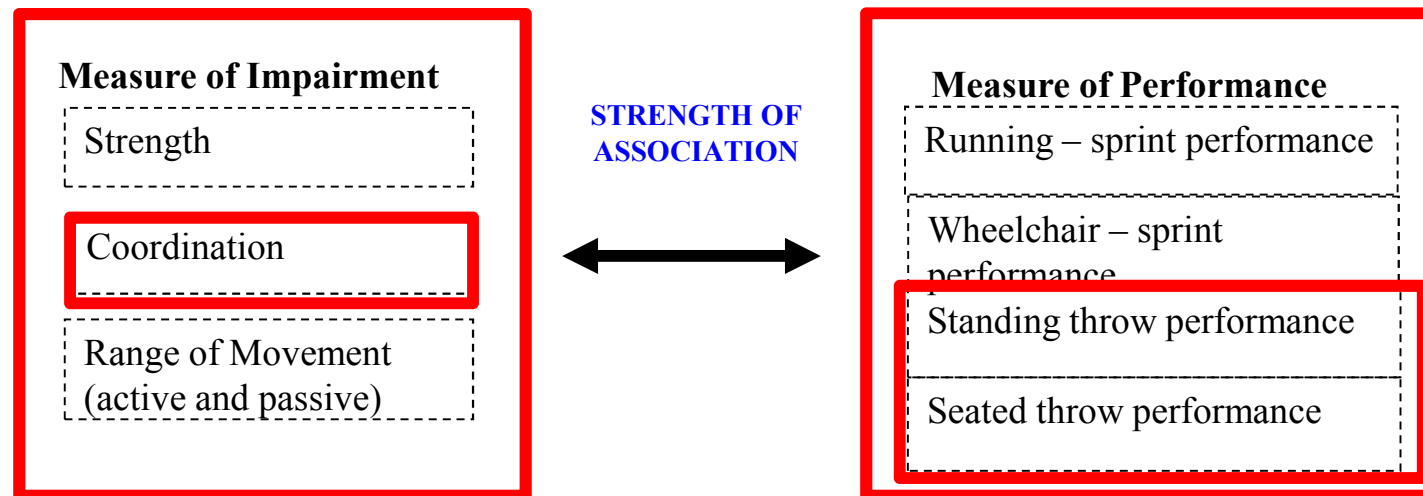 Measure of Impairment
Strength
Coordination
Range of Movement
(active and passive)
STRENGTH OF
ASSOCIATION
Measure of Performance
Running – sprint performance
Wheelchair – sprint
performance
Standing throw performance
Seated throw performance